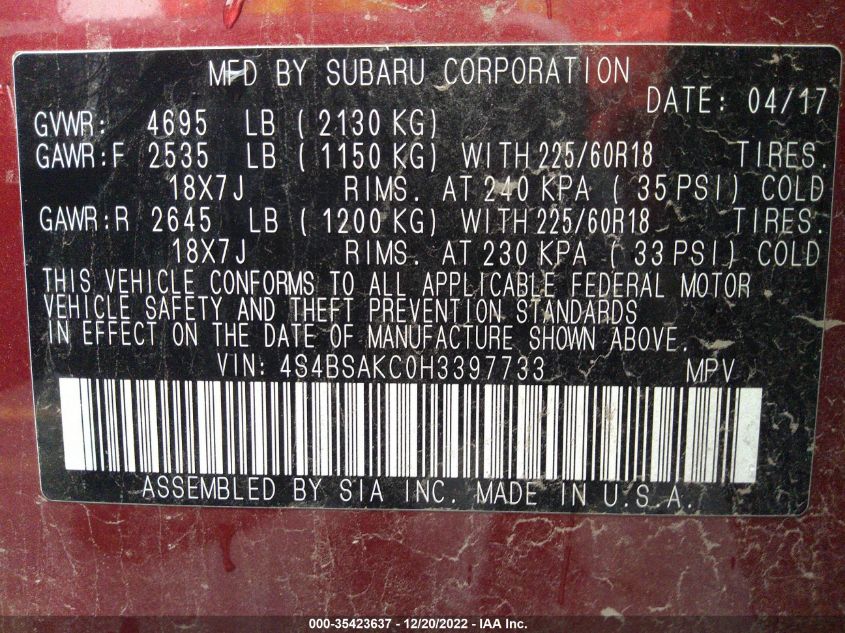 MFD BY SUBARU CORPORATION
DATE: 04/17
GVWR: 4695 LB ( 2130 KG)
GAWR:F 2535 LB ( 1150 KG) WITH 225/60R18 TIRES.
18X7J RIMS. AT 240 KPA ( 35 PSI) COLD
GAWR:R 2645 LB ( 1200 KG) WITH 225/60R18 TIRES.
18X7J RIMS. AT 230 KPA ( 33 PSI) COLD
THIS VEHICLE CONFORMS TO ALL APPLICABLE FEDERAL MOTOR
VEHICLE SAFETY AND THEFT PREVENTION STANDARDS
IN EFFECT ON THE DATE OF MANUFACTURE SHOWN ABOVE.
VIN: 4S4BSAKC0H3397733 MPV
ASSEMBLED BY SIA INC. MADE IN U.S.A.
000-35423637 - 12/20/2022 - IAA Inc.